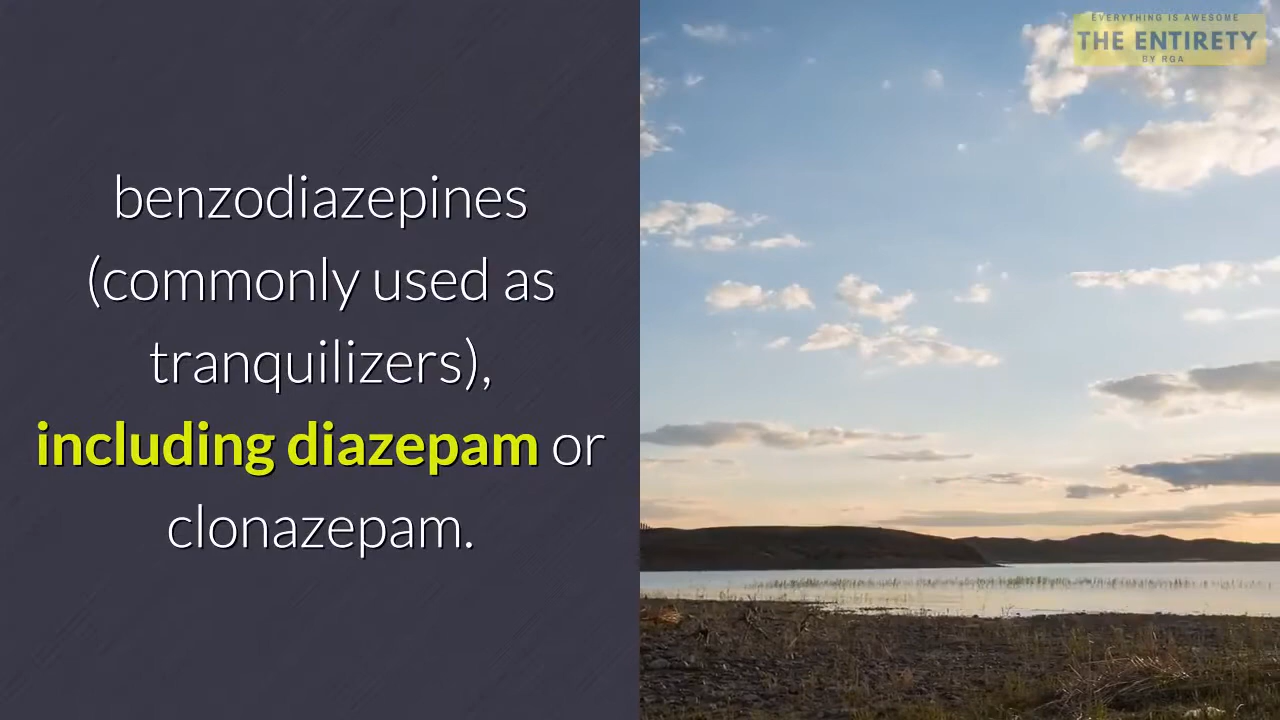 benzodiazepines
(commonly used as
tranquilizers),
including diazepam or
clonazepam.
EVERYTHING IS AWESOME
THE ENTIRETY
BY RGA